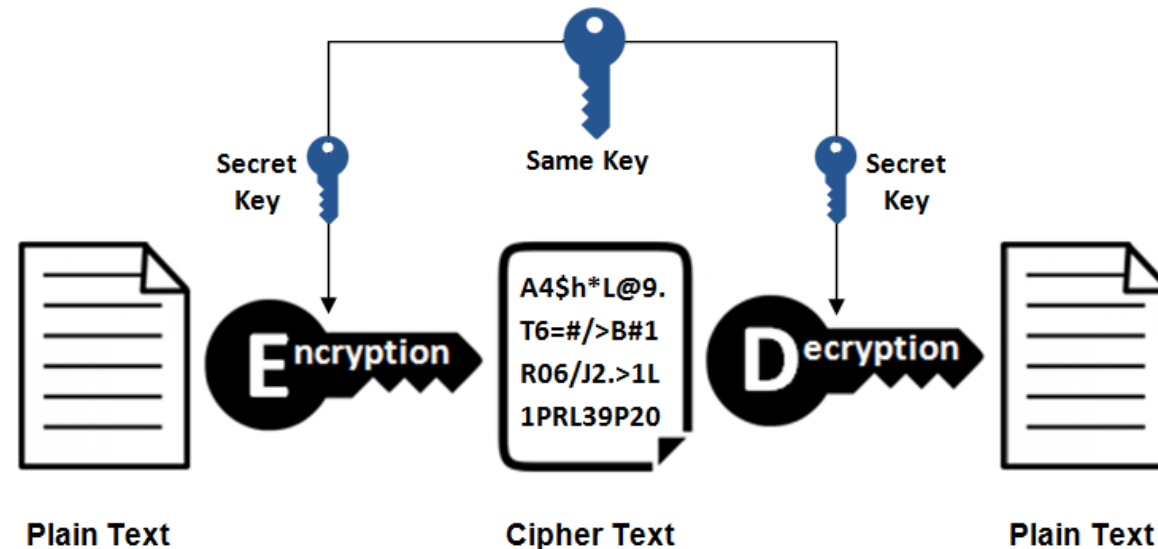 Same Key
Secret
Key
Secret
Key
Encryption
A4$h*L@9.
T6=#/>B#1
R06/J2.>1L
1PRL39P20
Decryption
Plain Text
Cipher Text
Plain Text